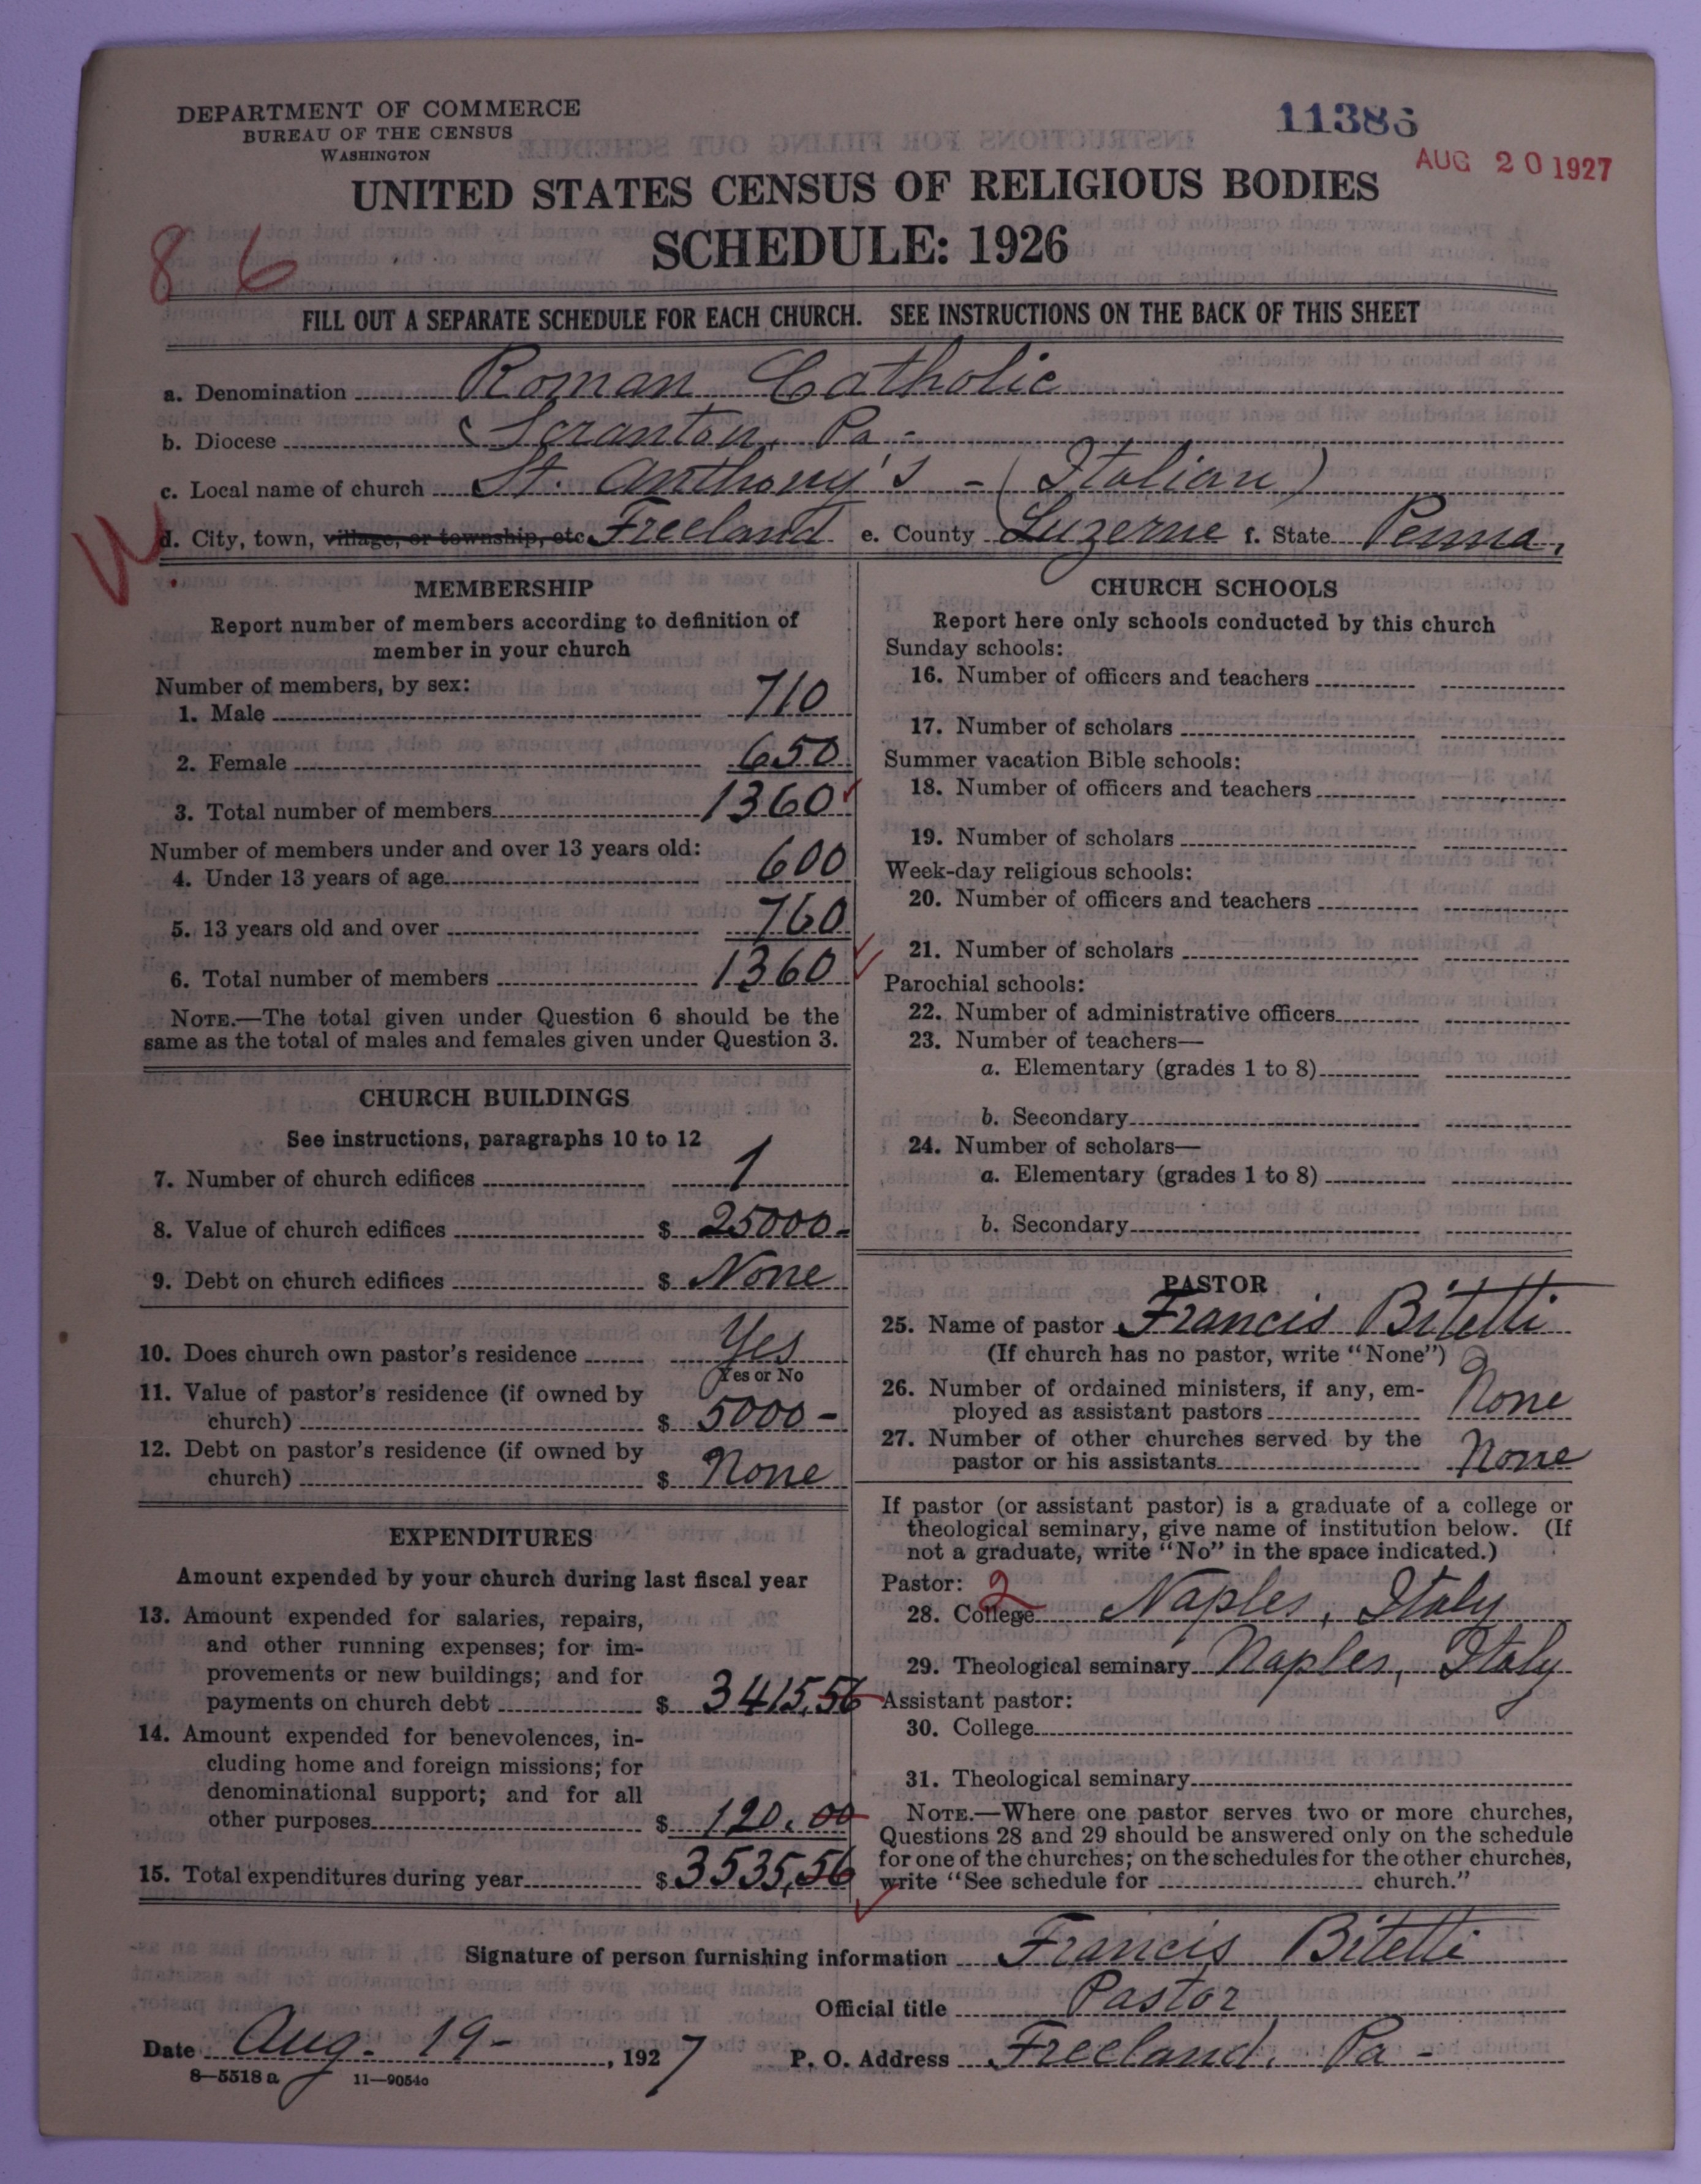 DEPARTMENT OF COMMERCE
BUREAU OF THE CENSUS
WASHINGTON
11386
AUG 20 1927
UNITED STATES CENSUS OF RELIGIOUS BODIES
SCHEDULE: 1926
8 6
FILL OUT A SEPARATE SCHEDULE FOR EACH CHURCH. SEE INSTRUCTIONS ON THE BACK OF THIS SHEET
a. Denomination Roman Catholic
b. Diocese Scranton, Pa -
c. Local name of church St. Anthony's - (Italian)
d. City, town, village, or township, etc. Freeland e. County Luzerne f. State Penna.
MEMBERSHIP
Report number of members according to definition of
member in your church
Number of members, by sex:
1. Male 710
2. Female 650
3. Total number of members 1360
Number of members under and over 13 years old:
4. Under 13 years of age 600
5. 13 years old and over 760
6. Total number of members 1360
NOTE.—The total given under Question 6 should be the
same as the total of males and females given under Question 3.
CHURCH BUILDINGS
See instructions, paragraphs 10 to 12
7. Number of church edifices 1
8. Value of church edifices $ 25000-
9. Debt on church edifices $ None
10. Does church own pastor's residence Yes
Yes or No
11. Value of pastor's residence (if owned by
church) $ 5000-
12. Debt on pastor's residence (if owned by
church) $ None
EXPENDITURES
Amount expended by your church during last fiscal year
13. Amount expended for salaries, repairs,
and other running expenses; for im-
provements or new buildings; and for
payments on church debt $ 3415,56
14. Amount expended for benevolences, in-
cluding home and foreign missions; for
denominational support; and for all
other purposes $ 120.00
15. Total expenditures during year $ 3535,56
CHURCH SCHOOLS
Report here only schools conducted by this church
Sunday schools:
16. Number of officers and teachers
17. Number of scholars
Summer vacation Bible schools:
18. Number of officers and teachers
19. Number of scholars
Week-day religious schools:
20. Number of officers and teachers
21. Number of scholars
Parochial schools:
22. Number of administrative officers
23. Number of teachers—
a. Elementary (grades 1 to 8)
b. Secondary
24. Number of scholars—
a. Elementary (grades 1 to 8)
b. Secondary
PASTOR
25. Name of pastor Francis Bitetti
(If church has no pastor, write "None")
26. Number of ordained ministers, if any, em-
ployed as assistant pastors None
27. Number of other churches served by the
pastor or his assistants None
If pastor (or assistant pastor) is a graduate of a college or
theological seminary, give name of institution below. (If
not a graduate, write "No" in the space indicated.)
Pastor: 2
28. College Naples, Italy
29. Theological seminary Naples, Italy
Assistant pastor:
30. College
31. Theological seminary
NOTE.—Where one pastor serves two or more churches,
Questions 28 and 29 should be answered only on the schedule
for one of the churches; on the schedules for the other churches,
write "See schedule for church."
Signature of person furnishing information Francis Bitetti
Official title Pastor
Date Aug. 19-, 1927 P. O. Address Freeland, Pa -
8—5518 a 11—9054c